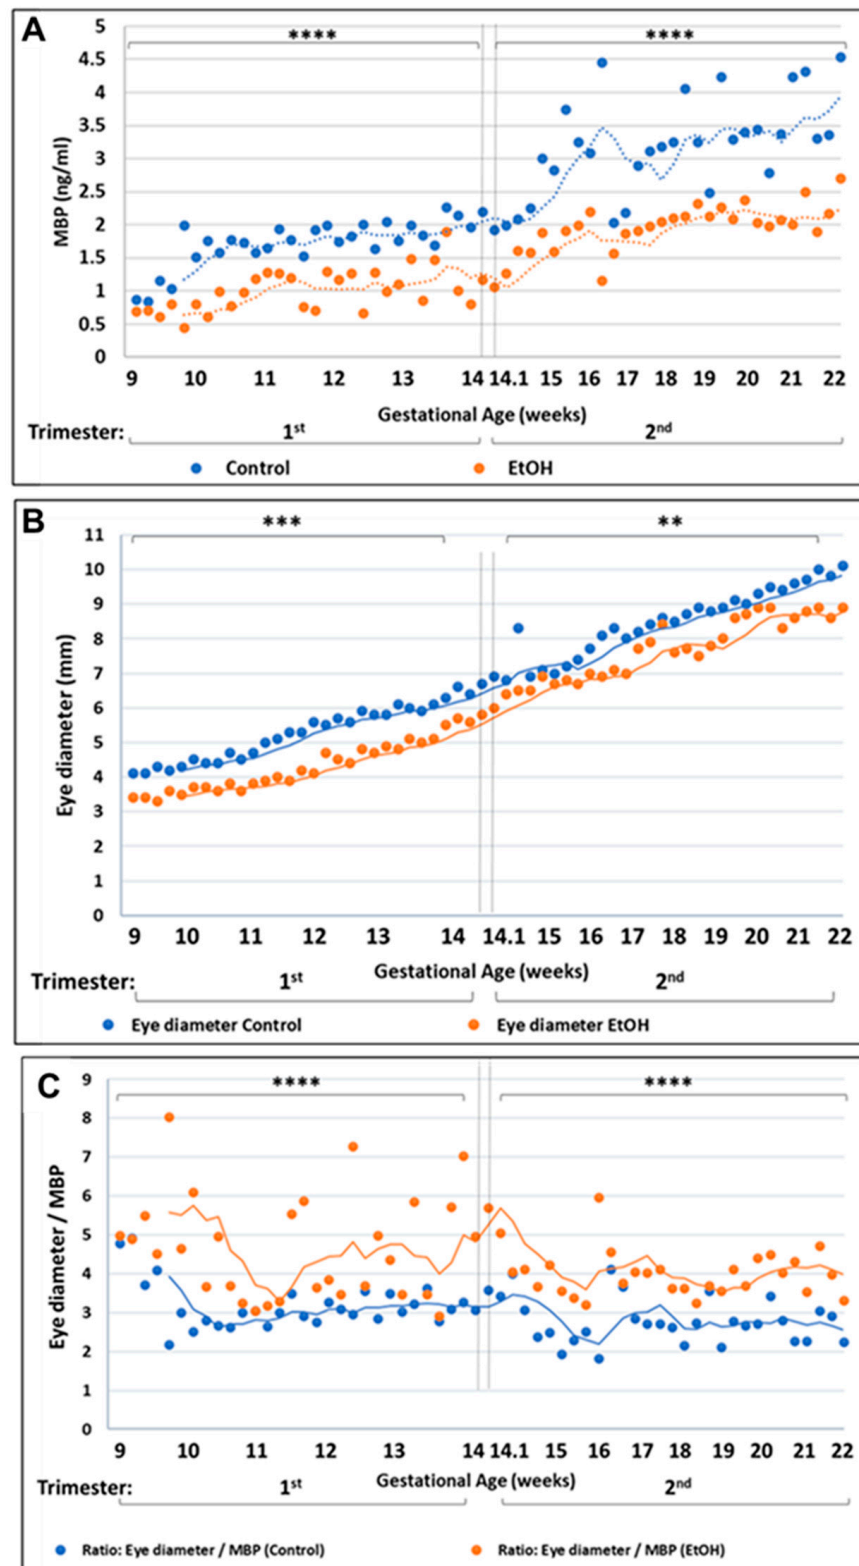 A
**** ****
5
4.5
4
3.5
3
2.5
2
1.5
1
0.5
0
MBP (ng/ml)
9 10 11 12 13 14 14.1 15 16 17 18 19 20 21 22
Gestational Age (weeks)
Trimester: 1st 2nd
Control EtOH
B
*** **
11
10
9
8
7
6
5
4
3
2
1
0
Eye diameter (mm)
9 10 11 12 13 14 14.1 15 16 17 18 19 20 21 22
Gestational Age (weeks)
Trimester: 1st 2nd
Eye diameter Control Eye diameter EtOH
C
**** ****
9
8
7
6
5
4
3
2
1
0
Eye diameter / MBP
9 10 11 12 13 14 14.1 15 16 17 18 19 20 21 22
Gestational Age (weeks)
Trimester: 1st 2nd
Ratio: Eye diameter / MBP (Control) Ratio: Eye diameter / MBP (EtOH)